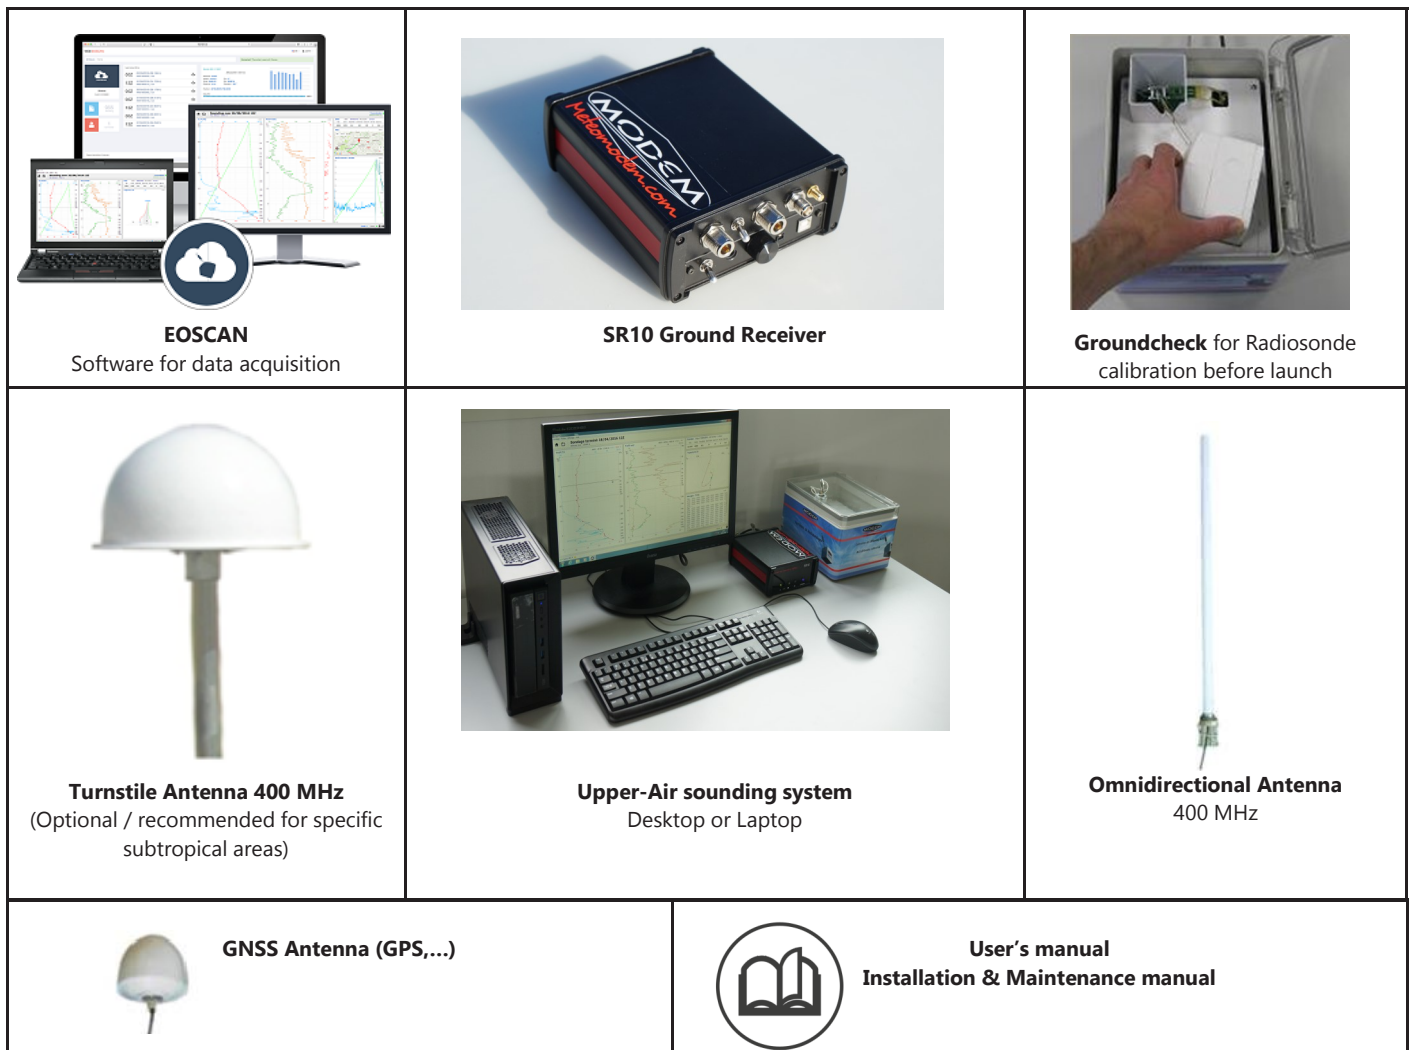 EOSCAN
Software for data acquisition
MODEM
Meteomodem.com
SR10 Ground Receiver
Groundcheck for Radiosonde
calibration before launch
Turnstile Antenna 400 MHz
(Optional / recommended for specific
subtropical areas)
MODEM
Upper-Air sounding system
Desktop or Laptop
Omnidirectional Antenna
400 MHz
GNSS Antenna (GPS,...)
User's manual
Installation & Maintenance manual